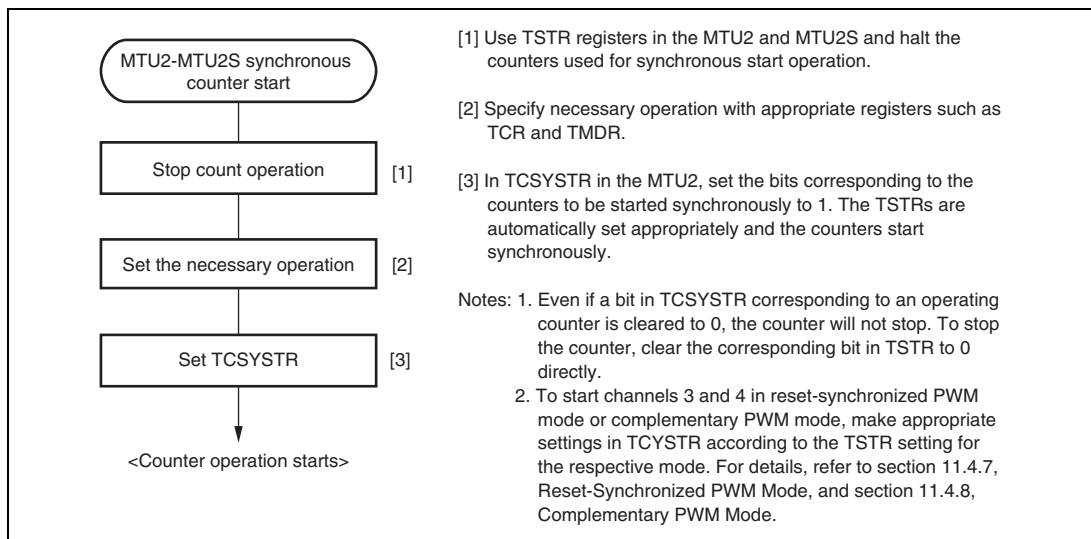 MTU2-MTU2S synchronous
counter start
Stop count operation
[1]
Set the necessary operation
[2]
Set TCSYSTR
[3]
<Counter operation starts>
[1] Use TSTR registers in the MTU2 and MTU2S and halt the
counters used for synchronous start operation.
[2] Specify necessary operation with appropriate registers such as
TCR and TMDR.
[3] In TCSYSTR in the MTU2, set the bits corresponding to the
counters to be started synchronously to 1. The TSTRs are
automatically set appropriately and the counters start
synchronously.
Notes: 1. Even if a bit in TCSYSTR corresponding to an operating
counter is cleared to 0, the counter will not stop. To stop
the counter, clear the corresponding bit in TSTR to 0
directly.
2. To start channels 3 and 4 in reset-synchronized PWM
mode or complementary PWM mode, make appropriate
settings in TCYSTR according to the TSTR setting for
the respective mode. For details, refer to section 11.4.7,
Reset-Synchronized PWM Mode, and section 11.4.8,
Complementary PWM Mode.